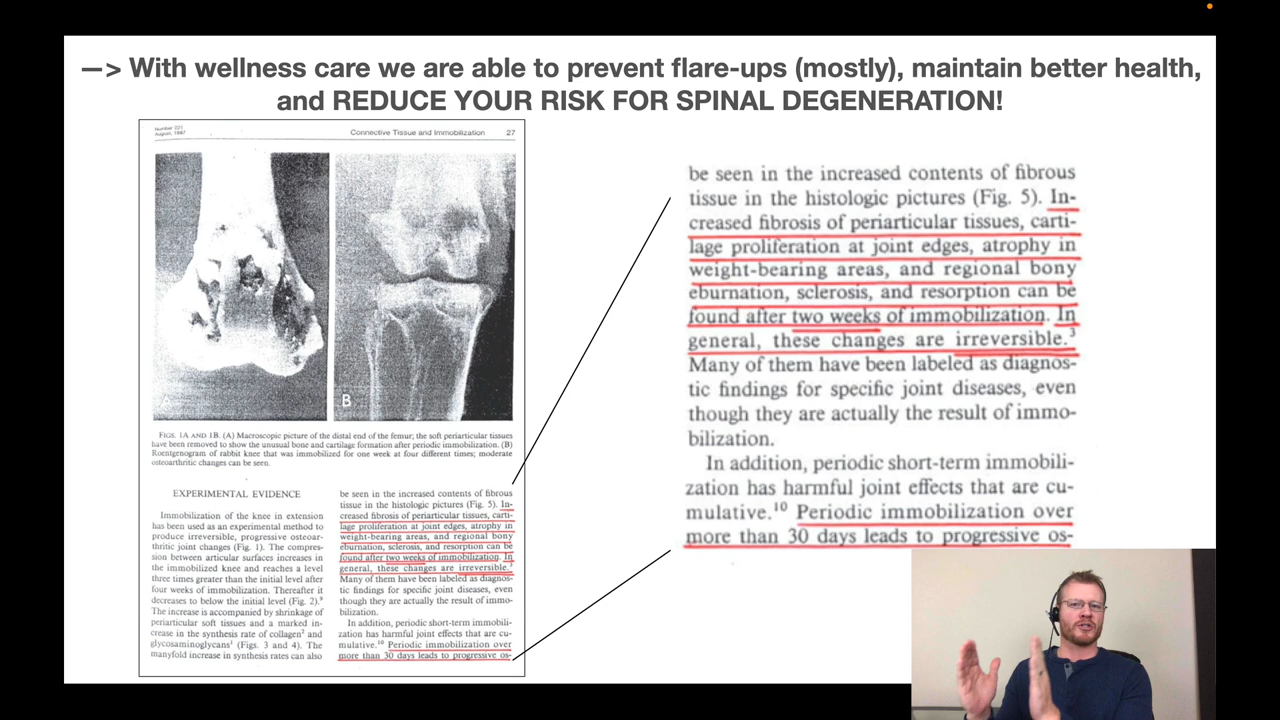 —> With wellness care we are able to prevent flare-ups (mostly), maintain better health,
and REDUCE YOUR RISK FOR SPINAL DEGENERATION!
Number 221
August, 1987
Connective Tissue and Immobilization 27
A
B
FIGS. 1A AND 1B. (A) Macroscopic picture of the distal end of the femur; the soft periarticular tissues
have been removed to show the unusual bone and cartilage formation after periodic immobilization. (B)
Roentgenogram of rabbit knee that was immobilized for one week at four different times; moderate
osteoarthritic changes can be seen.
EXPERIMENTAL EVIDENCE
Immobilization of the knee in extension
has been used as an experimental method to
produce irreversible, progressive osteoar-
thritic joint changes (Fig. 1). The compres-
sion between articular surfaces increases in
the immobilized knee and reaches a level
three times greater than the initial level after
four weeks of immobilization. Thereafter it
decreases to below the initial level (Fig. 2).⁹
The increase is accompanied by shrinkage of
periarticular soft tissues and a marked in-
crease in the synthesis rate of collagen² and
glycosaminoglycans¹ (Figs. 3 and 4). The
manyfold increase in synthesis rates can also
be seen in the increased contents of fibrous
tissue in the histologic pictures (Fig. 5). In-
creased fibrosis of periarticular tissues, carti-
lage proliferation at joint edges, atrophy in
weight-bearing areas, and regional bony
eburnation, sclerosis, and resorption can be
found after two weeks of immobilization. In
general, these changes are irreversible.³
Many of them have been labeled as diagnos-
tic findings for specific joint diseases, even
though they are actually the result of immo-
bilization.
In addition, periodic short-term immobili-
zation has harmful joint effects that are cu-
mulative.¹⁰ Periodic immobilization over
more than 30 days leads to progressive os-
be seen in the increased contents of fibrous
tissue in the histologic pictures (Fig. 5). In-
creased fibrosis of periarticular tissues, carti-
lage proliferation at joint edges, atrophy in
weight-bearing areas, and regional bony
eburnation, sclerosis, and resorption can be
found after two weeks of immobilization. In
general, these changes are irreversible.³
Many of them have been labeled as diagnos-
tic findings for specific joint diseases, even
though they are actually the result of immo-
bilization.
In addition, periodic short-term immobili-
zation has harmful joint effects that are cu-
mulative.¹⁰ Periodic immobilization over
more than 30 days leads to progressive os-